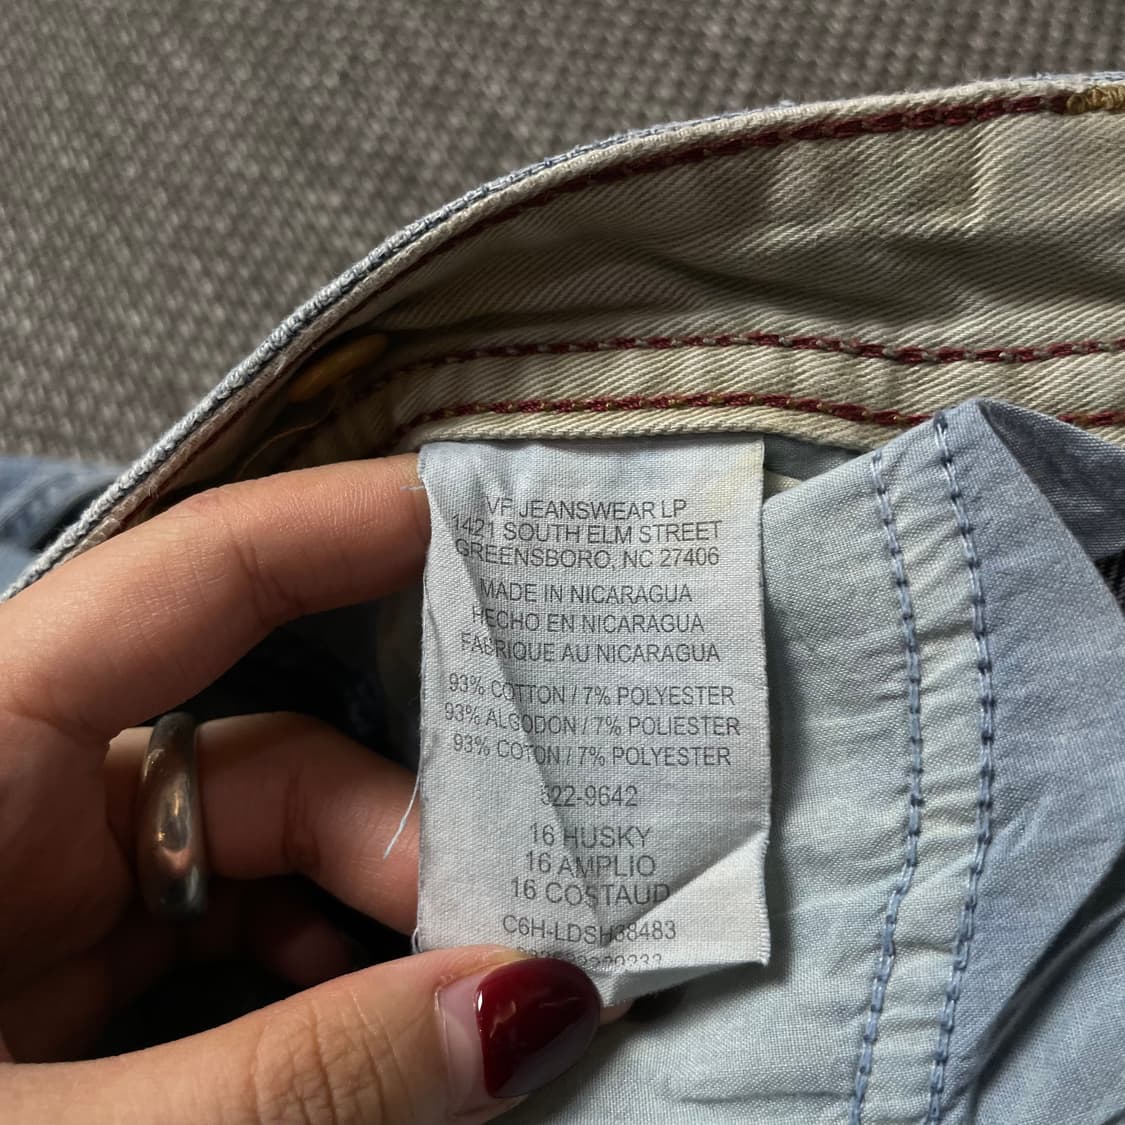 VF JEANSWEAR LP
1421 SOUTH ELM STREET
GREENSBORO, NC 27406
MADE IN NICARAGUA
HECHO EN NICARAGUA
FABRIQUE AU NICARAGUA
93% COTTON / 7% POLYESTER
93% ALGODON / 7% POLIESTER
93% COTON / 7% POLYESTER
522-9642
16 HUSKY
16 AMPLIO
16 COSTAUD
C6H-LDSH38483